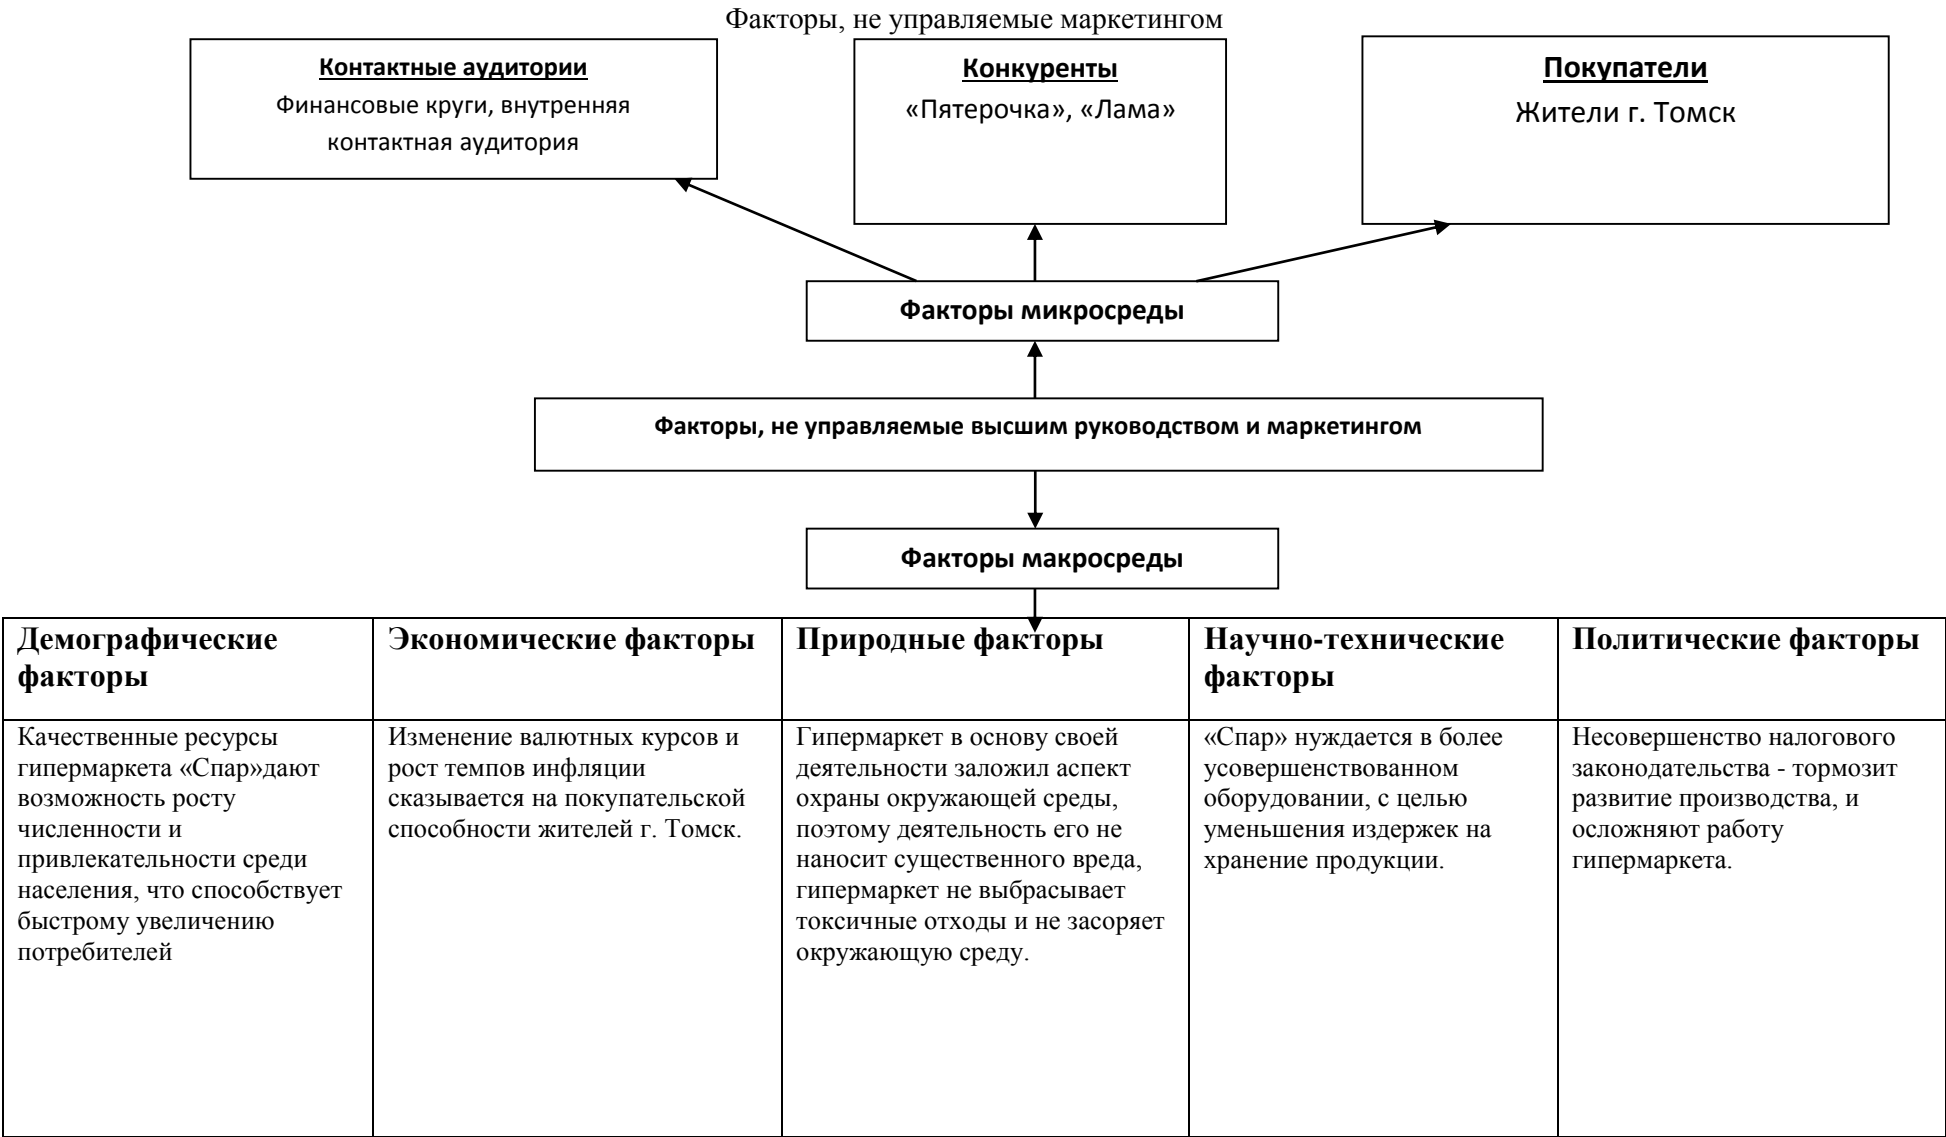 Факторы, не управляемые маркетингом
Контактные аудитории
Финансовые круги, внутренняя
контактная аудитория
Конкуренты
«Пятерочка», «Лама»
Покупатели
Жители г. Томск
Факторы микросреды
Факторы, не управляемые высшим руководством и маркетингом
Факторы макросреды
Демографические
факторы
Экономические факторы
Природные факторы
Научно-технические
факторы
Политические факторы
Качественные ресурсы
гипермаркета «Спар»дают
возможность росту
численности и
привлекательности среди
населения, что способствует
быстрому увеличению
потребителей
Изменение валютных курсов и
рост темпов инфляции
сказывается на покупательской
способности жителей г. Томск.
Гипермаркет в основу своей
деятельности заложил аспект
охраны окружающей среды,
поэтому деятельность его не
наносит существенного вреда,
гипермаркет не выбрасывает
токсичные отходы и не засоряет
окружающую среду.
«Спар» нуждается в более
усовершенствованном
оборудовании, с целью
уменьшения издержек на
хранение продукции.
Несовершенство налогового
законодательства - тормозит
развитие производства, и
осложняют работу
гипермаркета.